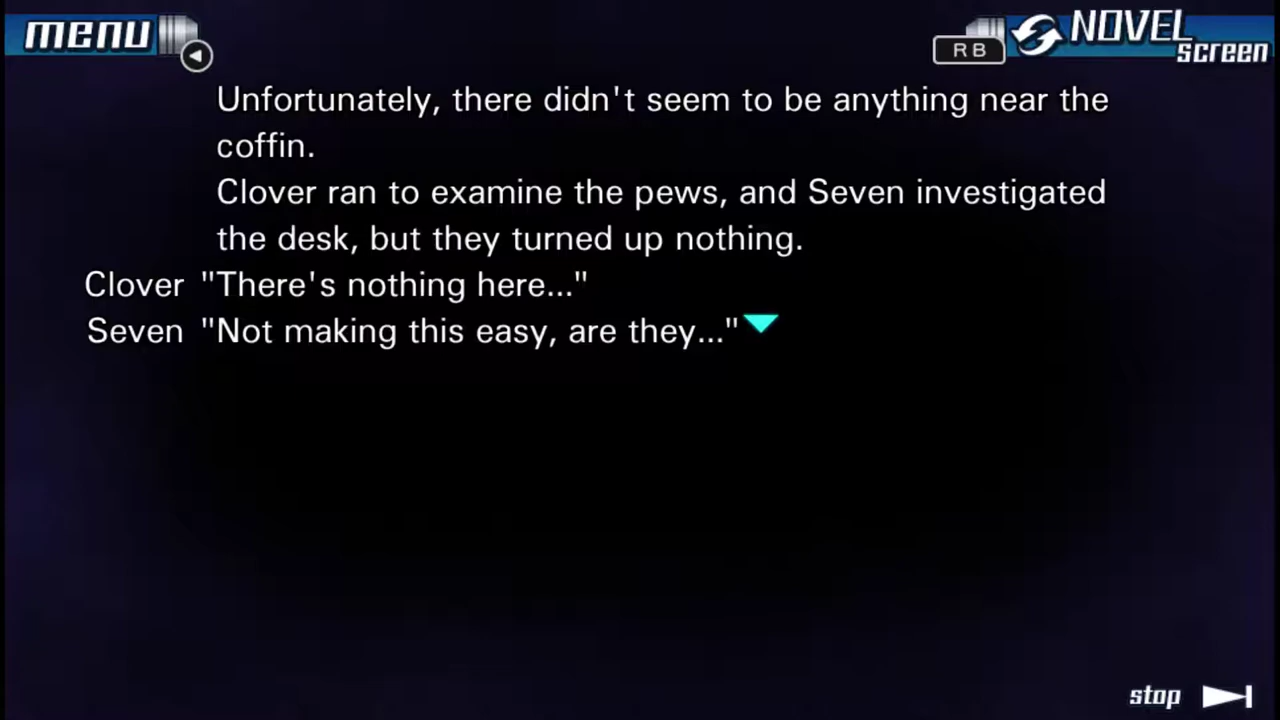 menu
RB
NOVEL
screen
Unfortunately, there didn't seem to be anything near the
coffin.
Clover ran to examine the pews, and Seven investigated
the desk, but they turned up nothing.
Clover "There's nothing here..."
Seven "Not making this easy, are they..."
stop